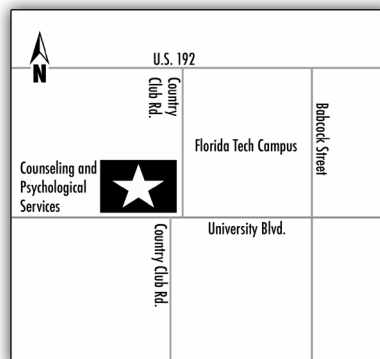 N
U.S. 192
Country
Club Rd.
Babcock Street
Florida Tech Campus
Counseling and
Psychological
Services
University Blvd.
Country Club Rd.